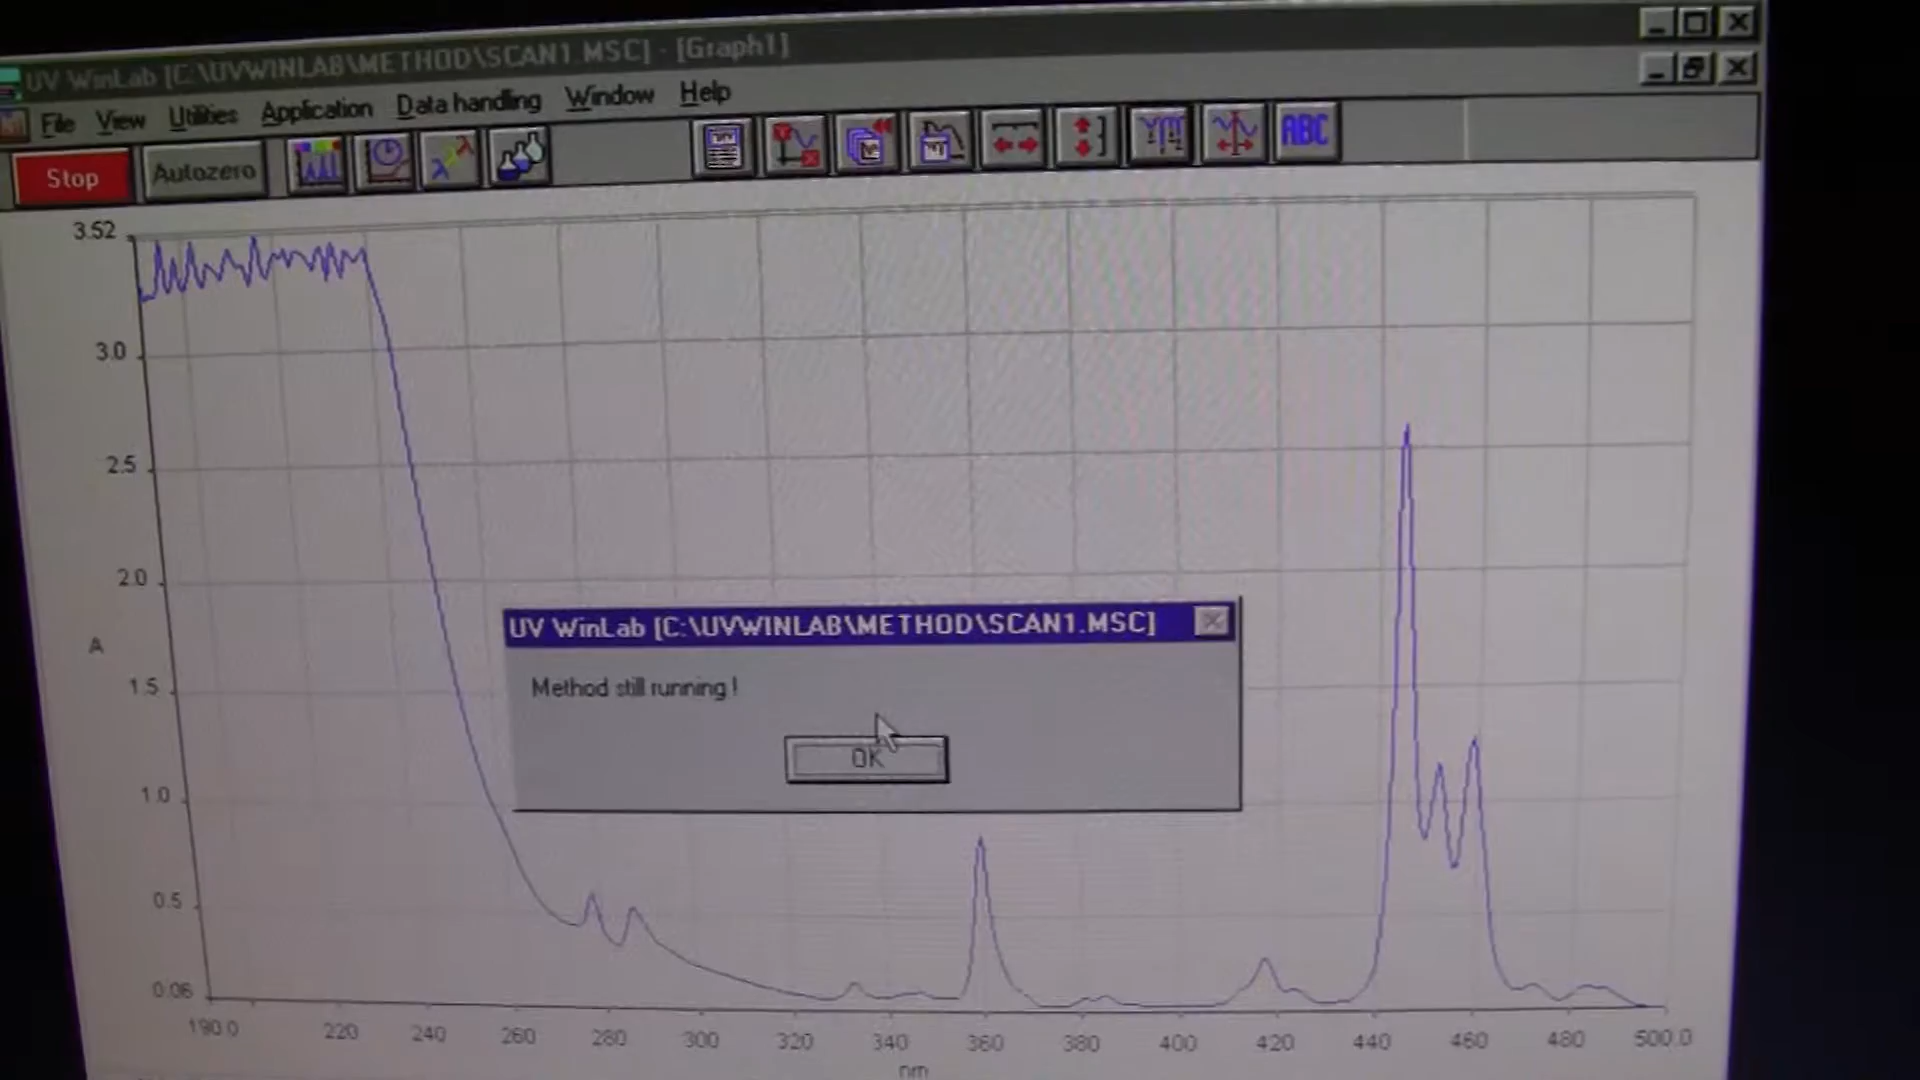 UV WinLab [C:\UVWINLAB\METHOD\SCAN1.MSC] - [Graph1]
File View Utilities Application Data handling Window Help
Stop Autozero ABC
3.52
3.0
2.5
2.0
A
1.5
1.0
0.5
0.06
UV WinLab [C:\UVWINLAB\METHOD\SCAN1.MSC]
Method still running !
OK
190.0 220 240 260 280 300 320 340 360 380 400 420 440 460 480 500.0
nm